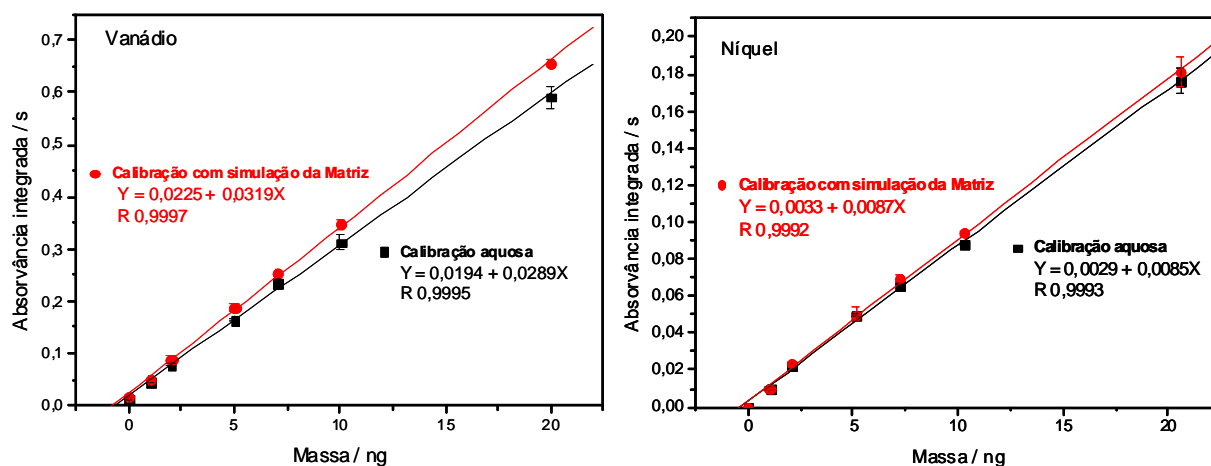 Vanádio
Absorvância integrada / s
0,7
0,6
0,5
0,4
0,3
0,2
0,1
0,0
Calibração com simulação da Matriz
Y = 0,0225 + 0,0319X
R 0,9997
Calibração aquosa
Y = 0,0194 + 0,0289X
R 0,9995
0 5 10 15 20
Massa / ng
Níquel
Absorvância integrada / s
0,20
0,18
0,16
0,14
0,12
0,10
0,08
0,06
0,04
0,02
0,00
Calibração com simulação da Matriz
Y = 0,0033 + 0,0087X
R 0,9992
Calibração aquosa
Y = 0,0029 + 0,0085X
R 0,9993
0 5 10 15 20
Massa / ng